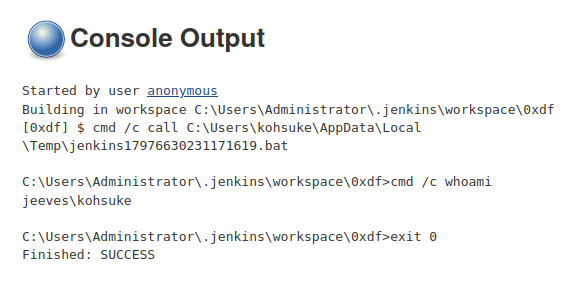 Console Output
Started by user anonymous
Building in workspace C:\Users\Administrator\.jenkins\workspace\0xdf
[0xdf] $ cmd /c call C:\Users\kohsuke\AppData\Local
\Temp\jenkins17976630231171619.bat
C:\Users\Administrator\.jenkins\workspace\0xdf>cmd /c whoami
jeeves\kohsuke
C:\Users\Administrator\.jenkins\workspace\0xdf>exit 0
Finished: SUCCESS